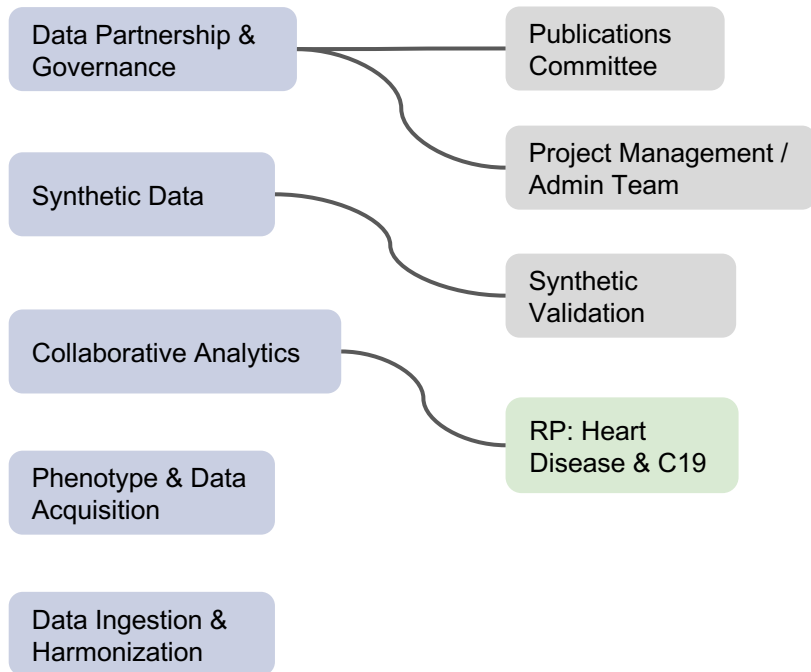 Data Partnership &
Governance
Publications
Committee
Project Management /
Admin Team
Synthetic Data
Synthetic
Validation
Collaborative Analytics
RP: Heart
Disease & C19
Phenotype & Data
Acquisition
Data Ingestion &
Harmonization